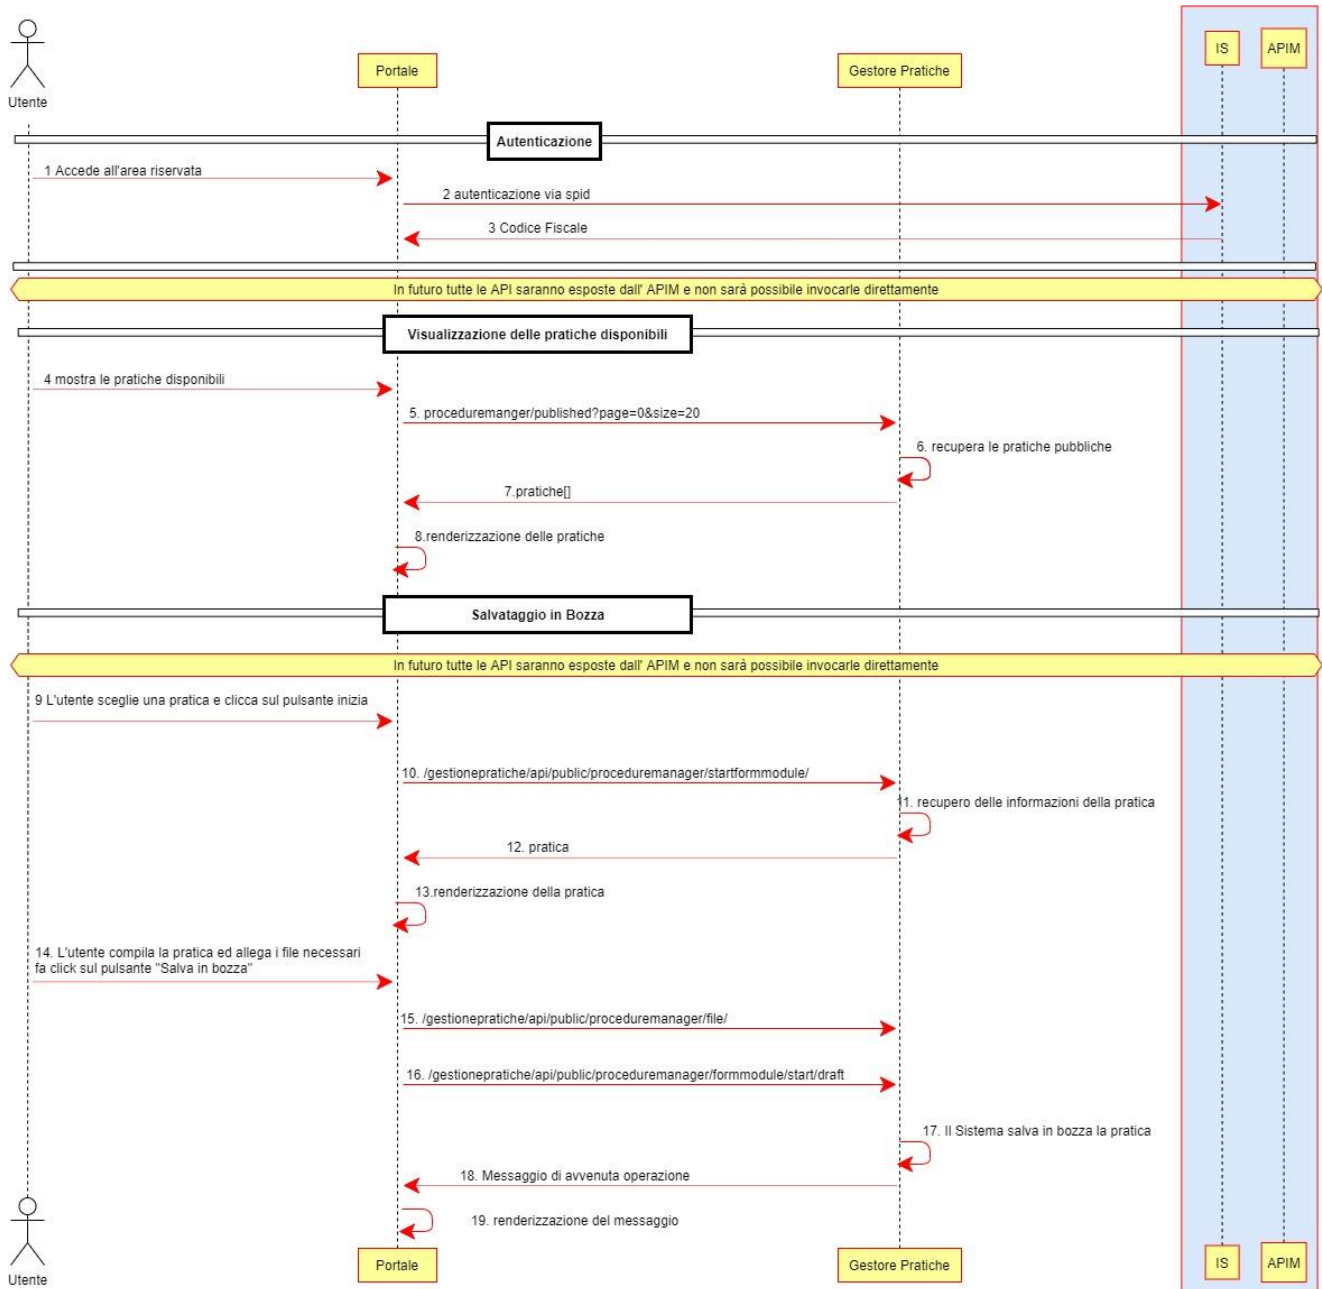 IS
APIM
Portale
Gestore Pratiche
Utente
Autenticazione
1 Accede all'area riservata
2 autenticazione via spid
3 Codice Fiscale
In futuro tutte le API saranno esposte dall' APIM e non sarà possibile invocarle direttamente
Visualizzazione delle pratiche disponibili
4 mostra le pratiche disponibili
5. proceduremanger/published?page=0&size=20
6. recupera le pratiche pubbliche
7.pratiche[]
8.renderizzazione delle pratiche
Salvataggio in Bozza
In futuro tutte le API saranno esposte dall' APIM e non sarà possibile invocarle direttamente
9 L'utente sceglie una pratica e clicca sul pulsante inizia
10. /gestionepratiche/api/public/proceduremanager/startformmodule/
11. recupero delle informazioni della pratica
12. pratica
13.renderizzazione della pratica
14. L'utente compila la pratica ed allega i file necessari
fa click sul pulsante "Salva in bozza"
15. /gestionepratiche/api/public/proceduremanager/file/
16. /gestionepratiche/api/public/proceduremanager/formmodule/start/draft
17. Il Sistema salva in bozza la pratica
18. Messaggio di avvenuta operazione
19. renderizzazione del messaggio
Utente
Portale
Gestore Pratiche
IS
APIM